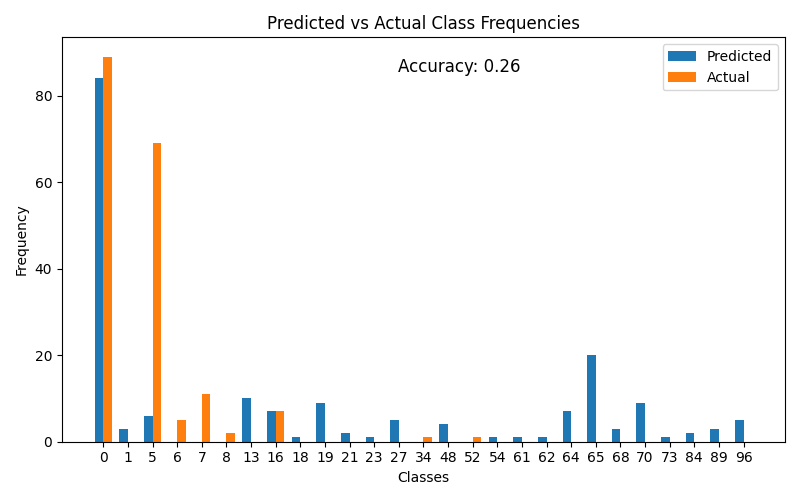 Predicted vs Actual Class Frequencies
Accuracy: 0.26
Predicted
Actual
Frequency
80
60
40
20
0
0 1 5 6 7 8 13 16 18 19 21 23 27 34 48 52 54 61 62 64 65 68 70 73 84 89 96
Classes